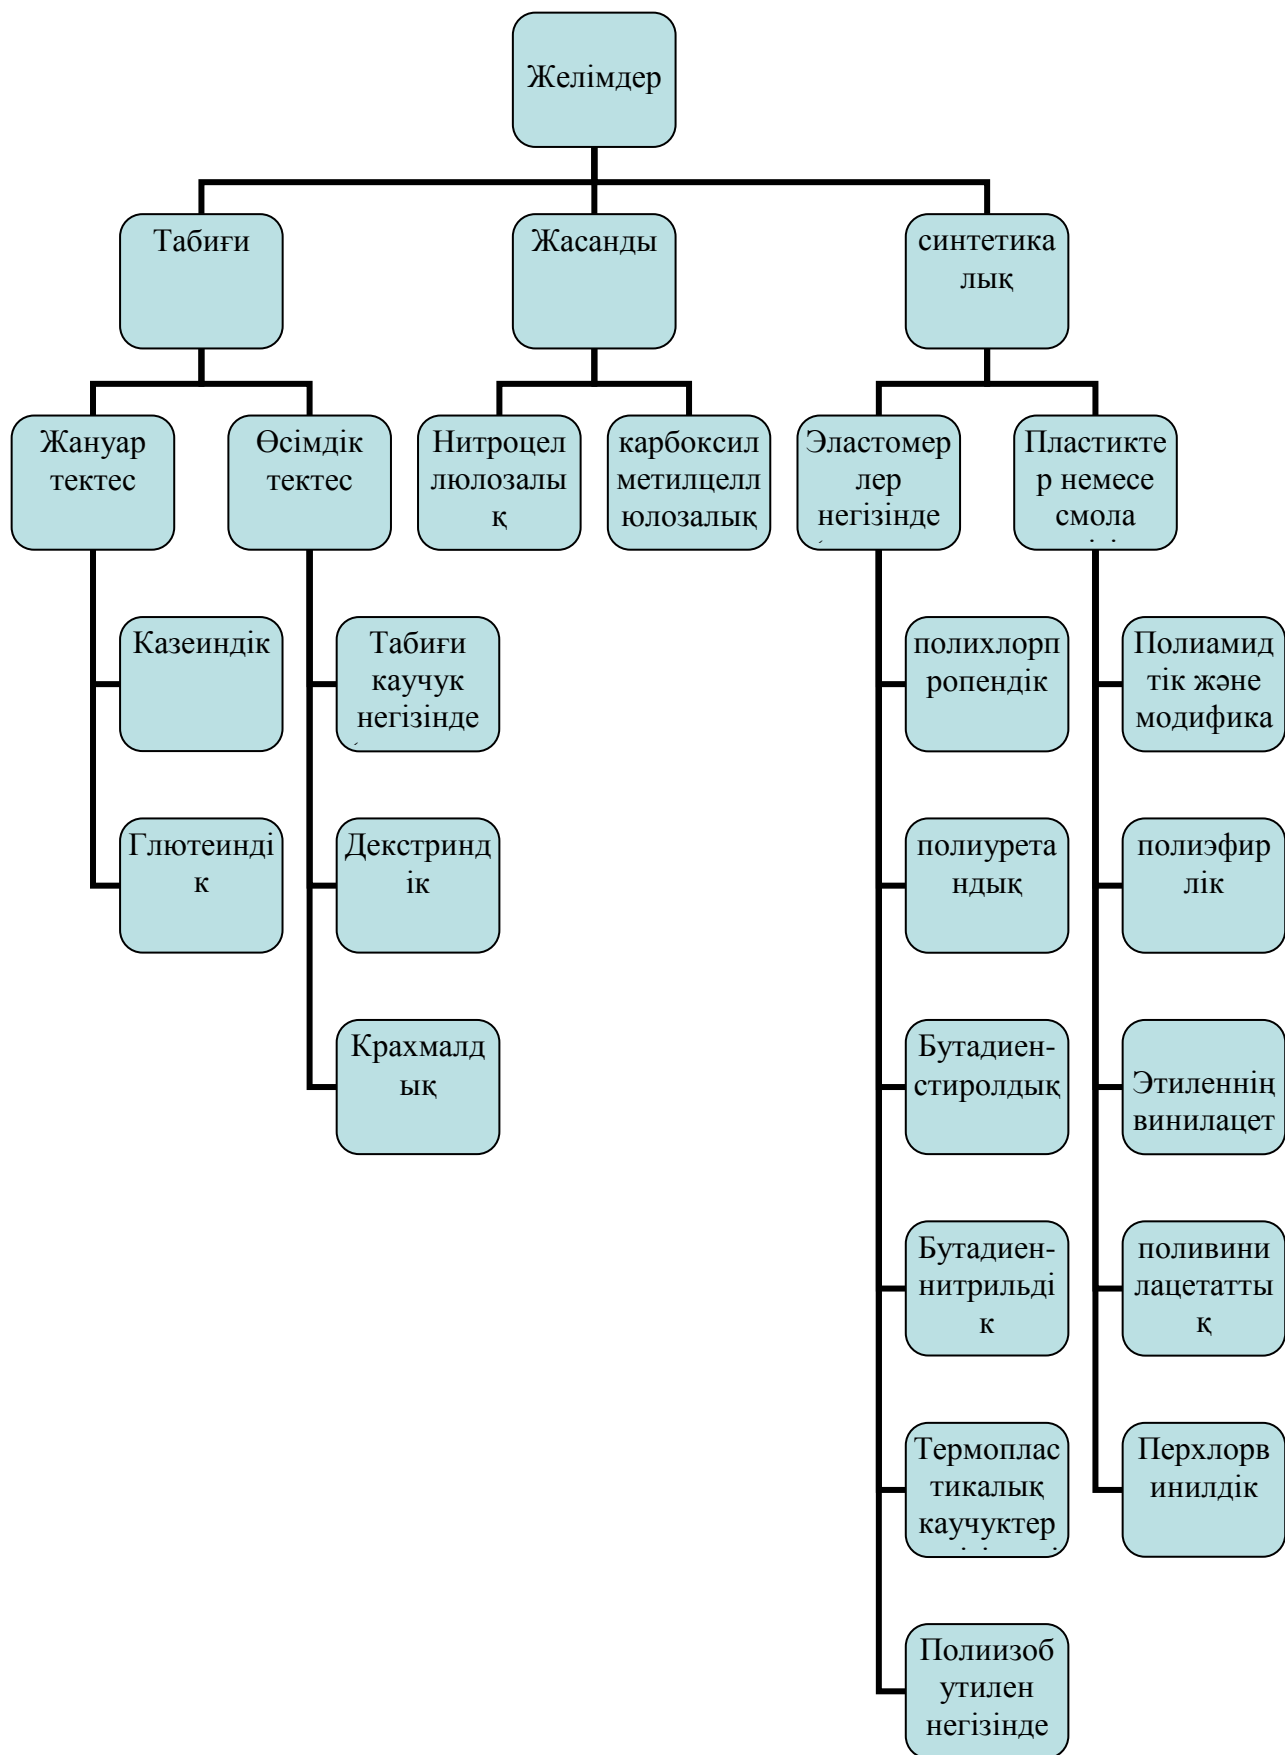 Желімдер
Табиғи
Жасанды
синтетика
лық
Жануар
тектес
Өсімдік
тектес
Нитроцел
люлозалы
қ
карбоксил
метилцелл
юлозалық
Эластомер
лер
негізінде
Пластикте
р немесе
смола
Казеиндік
Глютеинді
к
Табиғи
каучук
негізінде
Декстринд
ік
Крахмалд
ық
полихлорп
ропендік
полиурета
ндық
Бутадиен-
стиролдық
Бутадиен-
нитрильді
к
Термоплас
тикалық
каучуктер
Полиизоб
утилен
негізінде
Полиамид
тік және
модифика
полиэфир
лік
Этиленнің
винилацет
поливини
лацетатты
қ
Перхлорв
инилдік